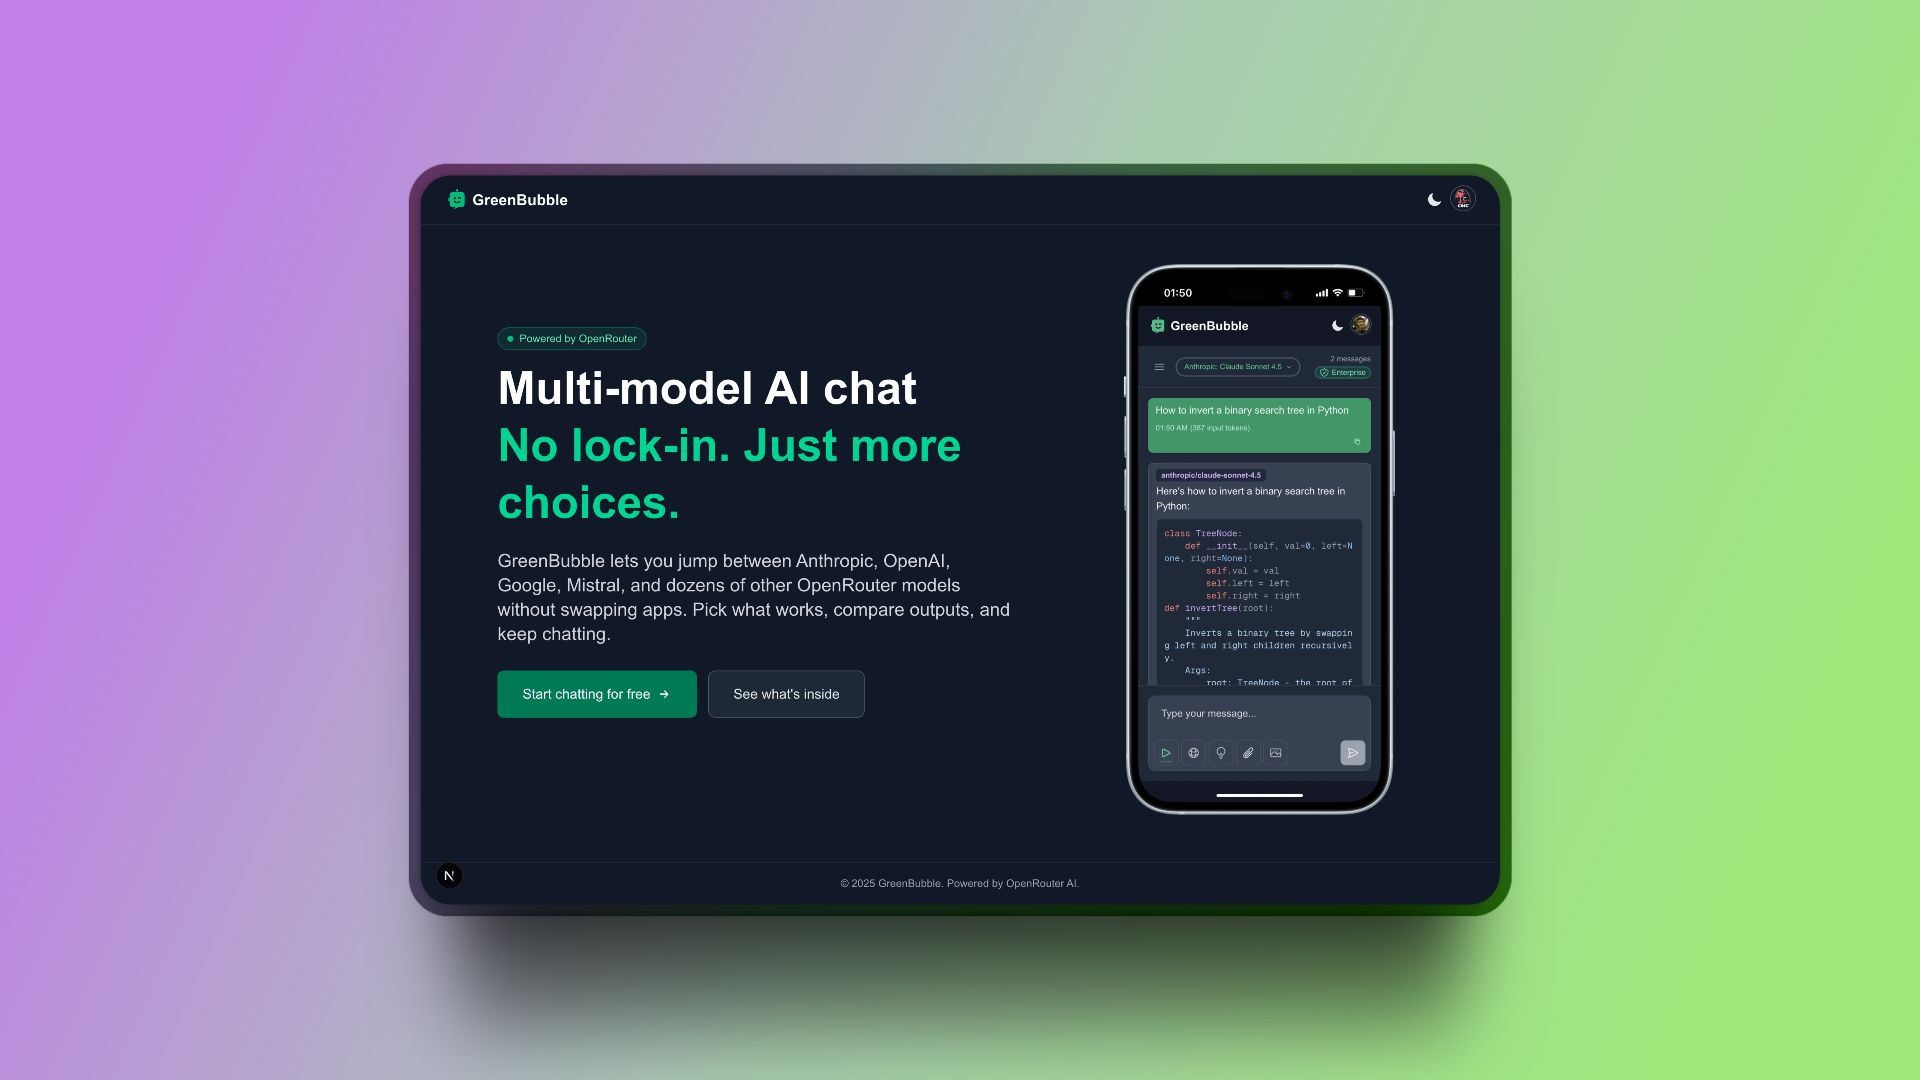 GreenBubble
Powered by OpenRouter
Multi-model AI chat
No lock-in. Just more
choices.
GreenBubble lets you jump between Anthropic, OpenAI,
Google, Mistral, and dozens of other OpenRouter models
without swapping apps. Pick what works, compare outputs, and
keep chatting.
Start chatting for free →
See what's inside
01:50
GreenBubble
Anthropic: Claude Sonnet 4.5
2 messages
Enterprise
How to invert a binary search tree in Python
01:50 AM (387 input tokens)
anthropic/claude-sonnet-4.5
Here's how to invert a binary search tree in
Python:
class TreeNode:
    def __init__(self, val=0, left=N
one, right=None):
        self.val = val
        self.left = left
        self.right = right
def invertTree(root):
    """
    Inverts a binary tree by swappin
g left and right children recursivel
y.
    Args:
        root: TreeNode - the root of
Type your message...
N
© 2025 GreenBubble. Powered by OpenRouter AI.